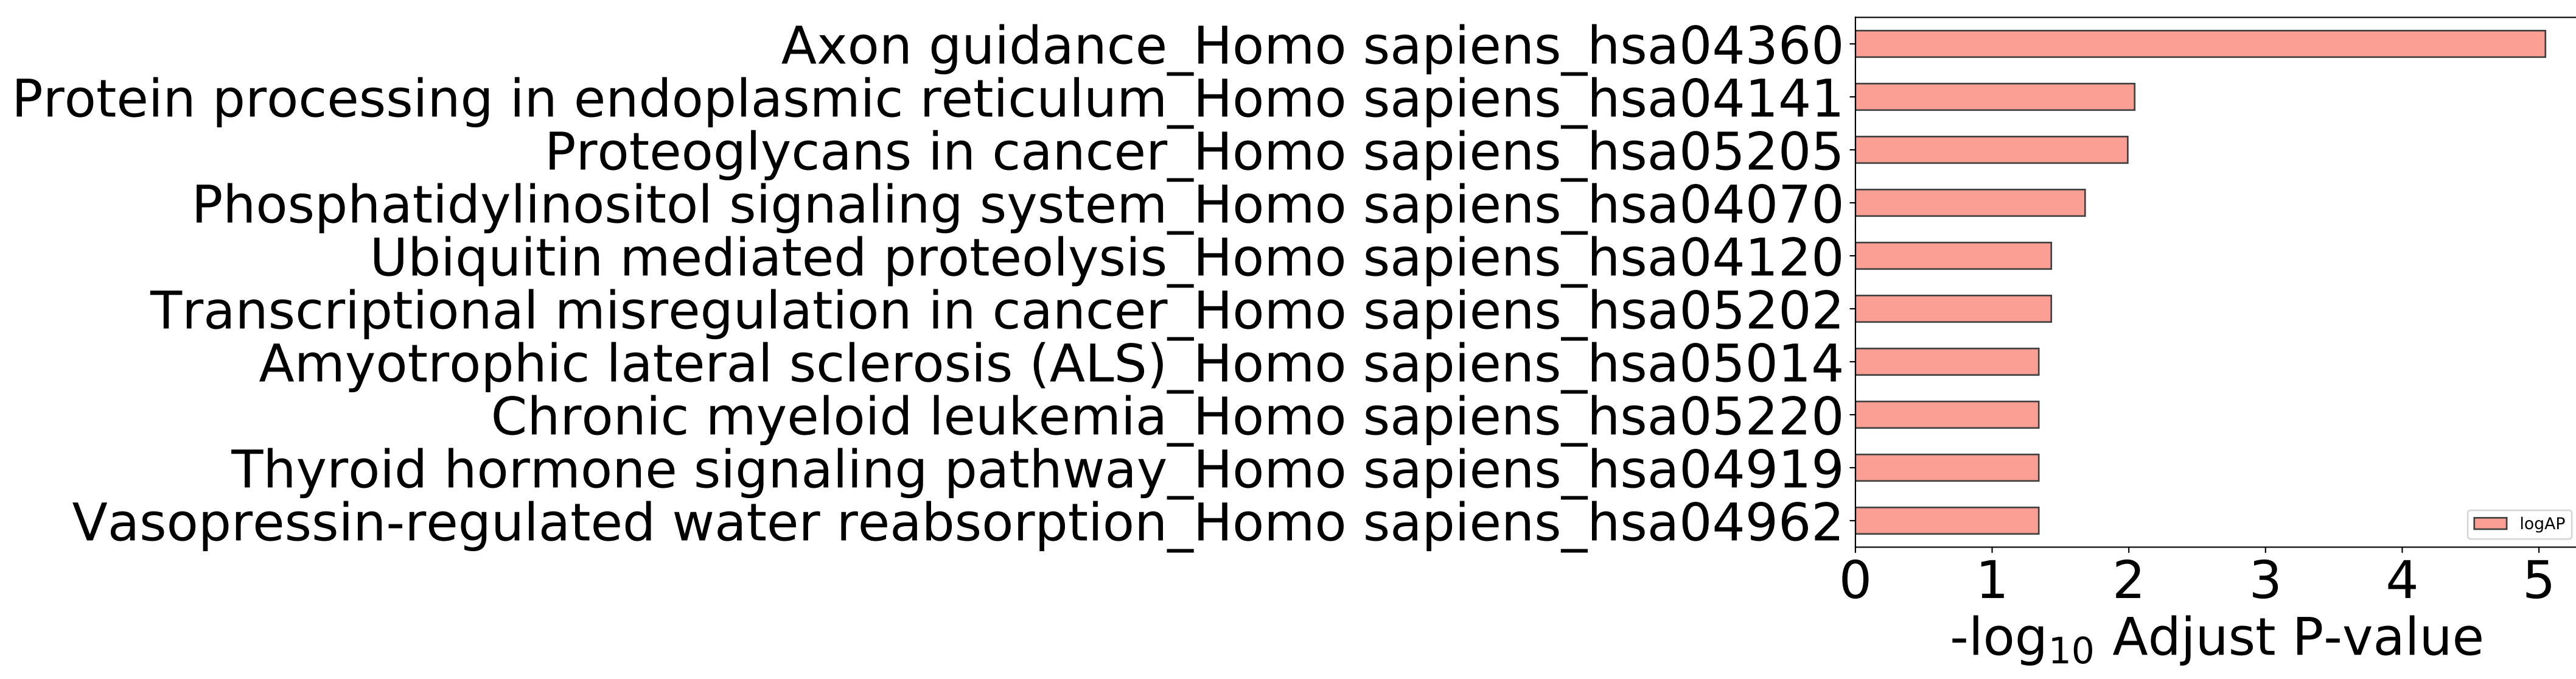 Axon guidance_Homo sapiens_hsa04360
Protein processing in endoplasmic reticulum_Homo sapiens_hsa04141
Proteoglycans in cancer_Homo sapiens_hsa05205
Phosphatidylinositol signaling system_Homo sapiens_hsa04070
Ubiquitin mediated proteolysis_Homo sapiens_hsa04120
Transcriptional misregulation in cancer_Homo sapiens_hsa05202
Amyotrophic lateral sclerosis (ALS)_Homo sapiens_hsa05014
Chronic myeloid leukemia_Homo sapiens_hsa05220
Thyroid hormone signaling pathway_Homo sapiens_hsa04919
Vasopressin-regulated water reabsorption_Homo sapiens_hsa04962
logAP
0 1 2 3 4 5
-log₁₀ Adjust P-value